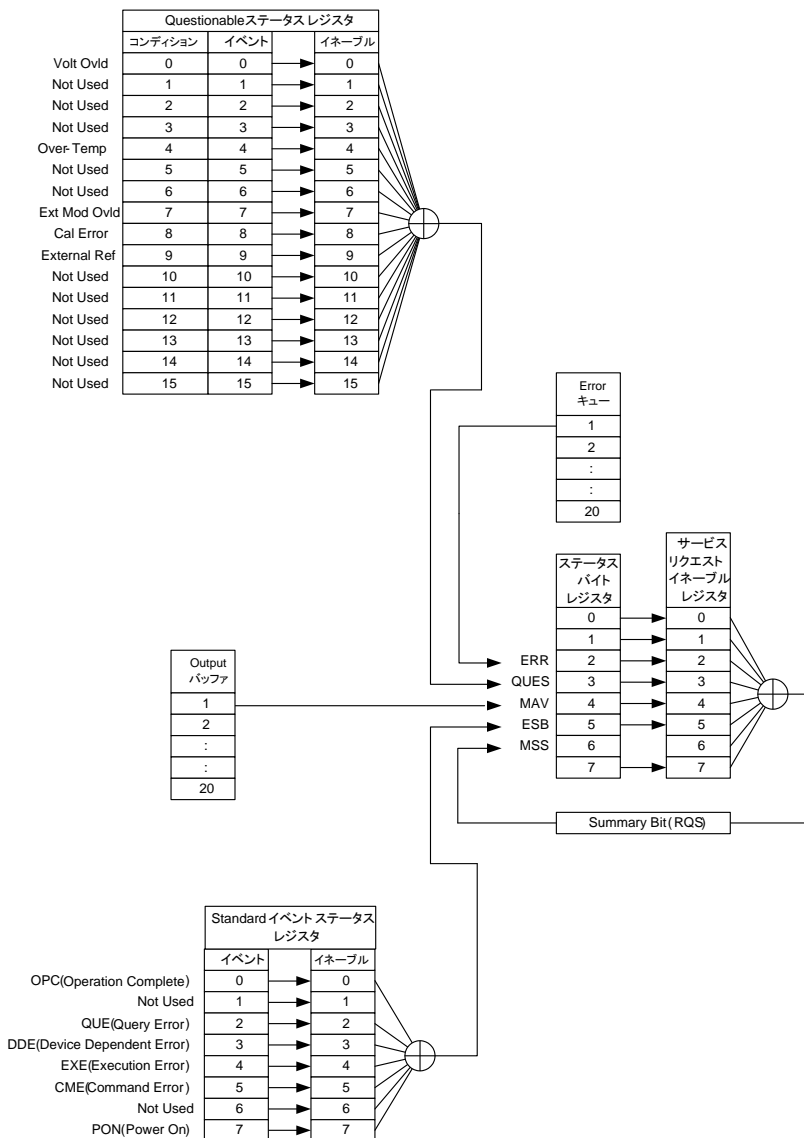 Questionableステータス レジスタ
コンディション イベント イネーブル
Volt Ovld 0 0 0
Not Used 1 1 1
Not Used 2 2 2
Not Used 3 3 3
Over-Temp 4 4 4
Not Used 5 5 5
Not Used 6 6 6
Ext Mod Ovld 7 7 7
Cal Error 8 8 8
External Ref 9 9 9
Not Used 10 10 10
Not Used 11 11 11
Not Used 12 12 12
Not Used 13 13 13
Not Used 14 14 14
Not Used 15 15 15
Error
キュー
1
2
:
:
20
ステータス
バイト
レジスタ
サービス
リクエスト
イネーブル
レジスタ
0 0
1 1
ERR 2 2
QUES 3 3
MAV 4 4
ESB 5 5
MSS 6 6
7 7
Output
バッファ
1
2
:
:
20
Summary Bit(RQS)
Standard イベント ステータス
レジスタ
イベント イネーブル
OPC(Operation Complete) 0 0
Not Used 1 1
QUE(Query Error) 2 2
DDE(Device Dependent Error) 3 3
EXE(Execution Error) 4 4
CME(Command Error) 5 5
Not Used 6 6
PON(Power On) 7 7